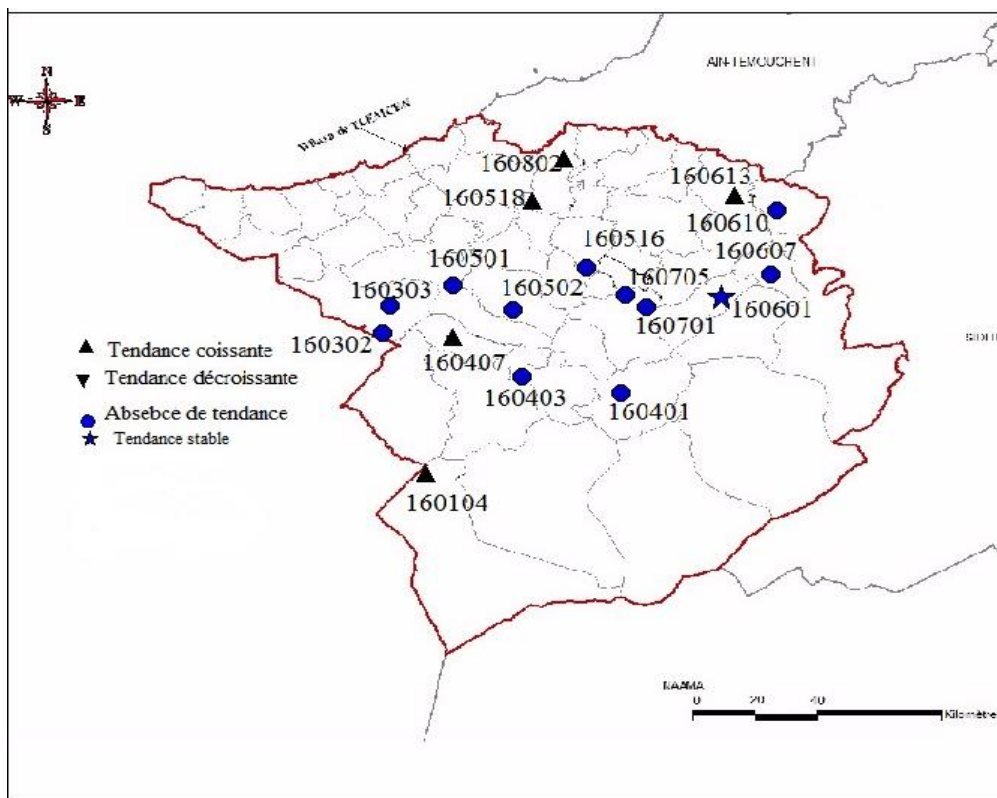 AIN-TEMOUCHENT
N
W E
S
Wilaya de TLEMCEN
160802
160613
160518
160610
160516
160607
160501
160705
160303
160502
160701
160601
160302
160407
160403
160401
160104
Tendance coissante
Tendance décroissante
Absebce de tendance
Tendance stable
SIDI
NAAMA
0 20 40
Kilomètre